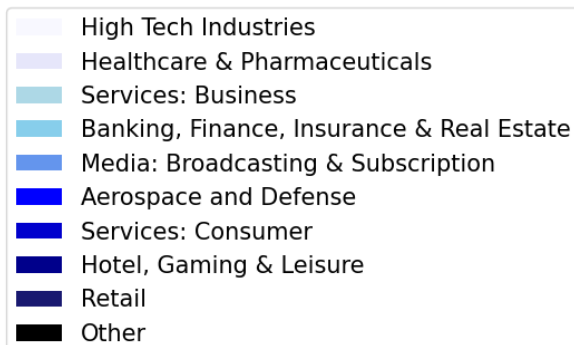 High Tech Industries
Healthcare & Pharmaceuticals
Services: Business
Banking, Finance, Insurance & Real Estate
Media: Broadcasting & Subscription
Aerospace and Defense
Services: Consumer
Hotel, Gaming & Leisure
Retail
Other